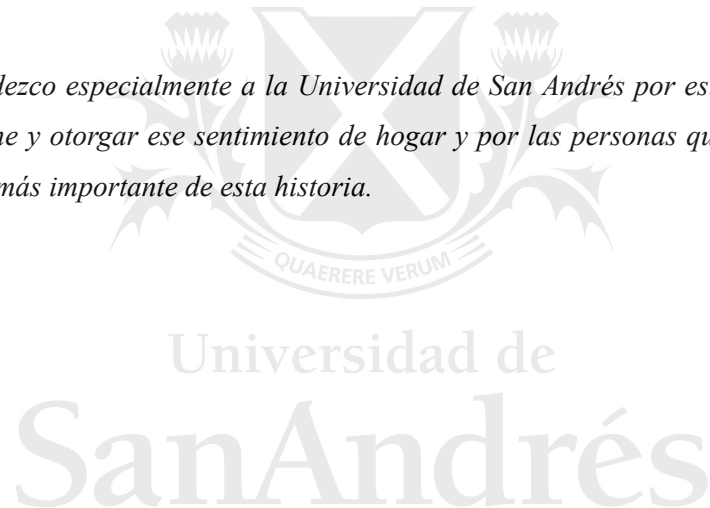 dezco especialmente a la Universidad de San Andrés por es
ne y otorgar ese sentimiento de hogar y por las personas qu
más importante de esta historia.
QUAERERE VERUM
Universidad de
SanAndrés